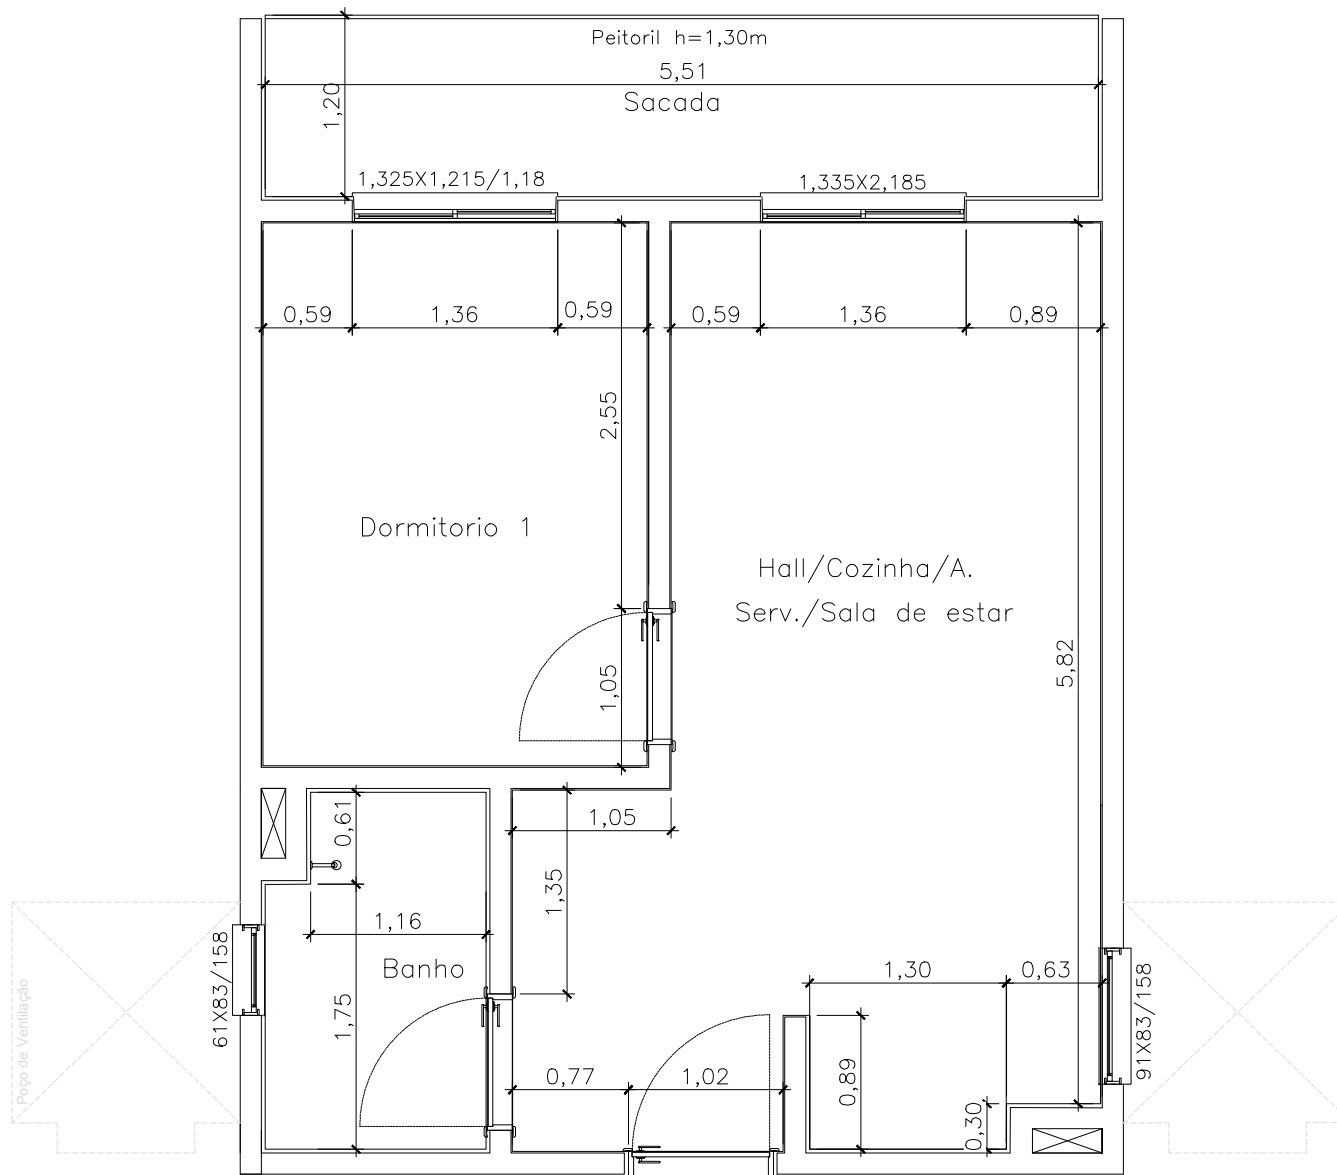 Peitoril h=1,30m
5,51
1,20
Sacada
1,325X1,215/1,18
1,335X2,185
0,59
1,36
0,59
0,59
1,36
0,89
2,55
Dormitorio 1
Hall/Cozinha/A.
Serv./Sala de estar
5,82
1,05
0,61
1,05
1,35
1,16
61X83/158
Banho
1,30
0,63
91X83/158
Poço de Ventilação
1,75
0,77
1,02
0,89
0,30